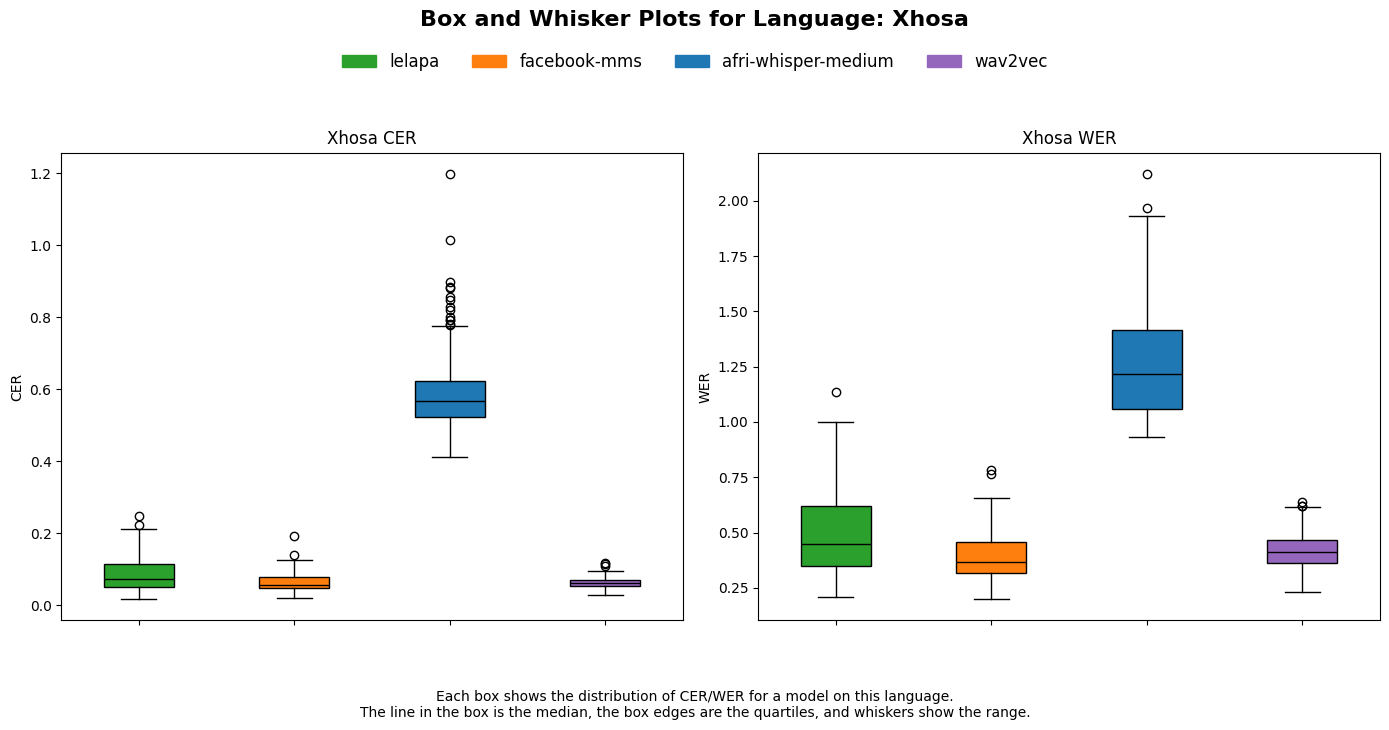 Box and Whisker Plots for Language: Xhosa
lelapa facebook-mms afri-whisper-medium wav2vec
Xhosa CER
CER
1.2
1.0
0.8
0.6
0.4
0.2
0.0
Xhosa WER
WER
2.00
1.75
1.50
1.25
1.00
0.75
0.50
0.25
Each box shows the distribution of CER/WER for a model on this language.
The line in the box is the median, the box edges are the quartiles, and whiskers show the range.